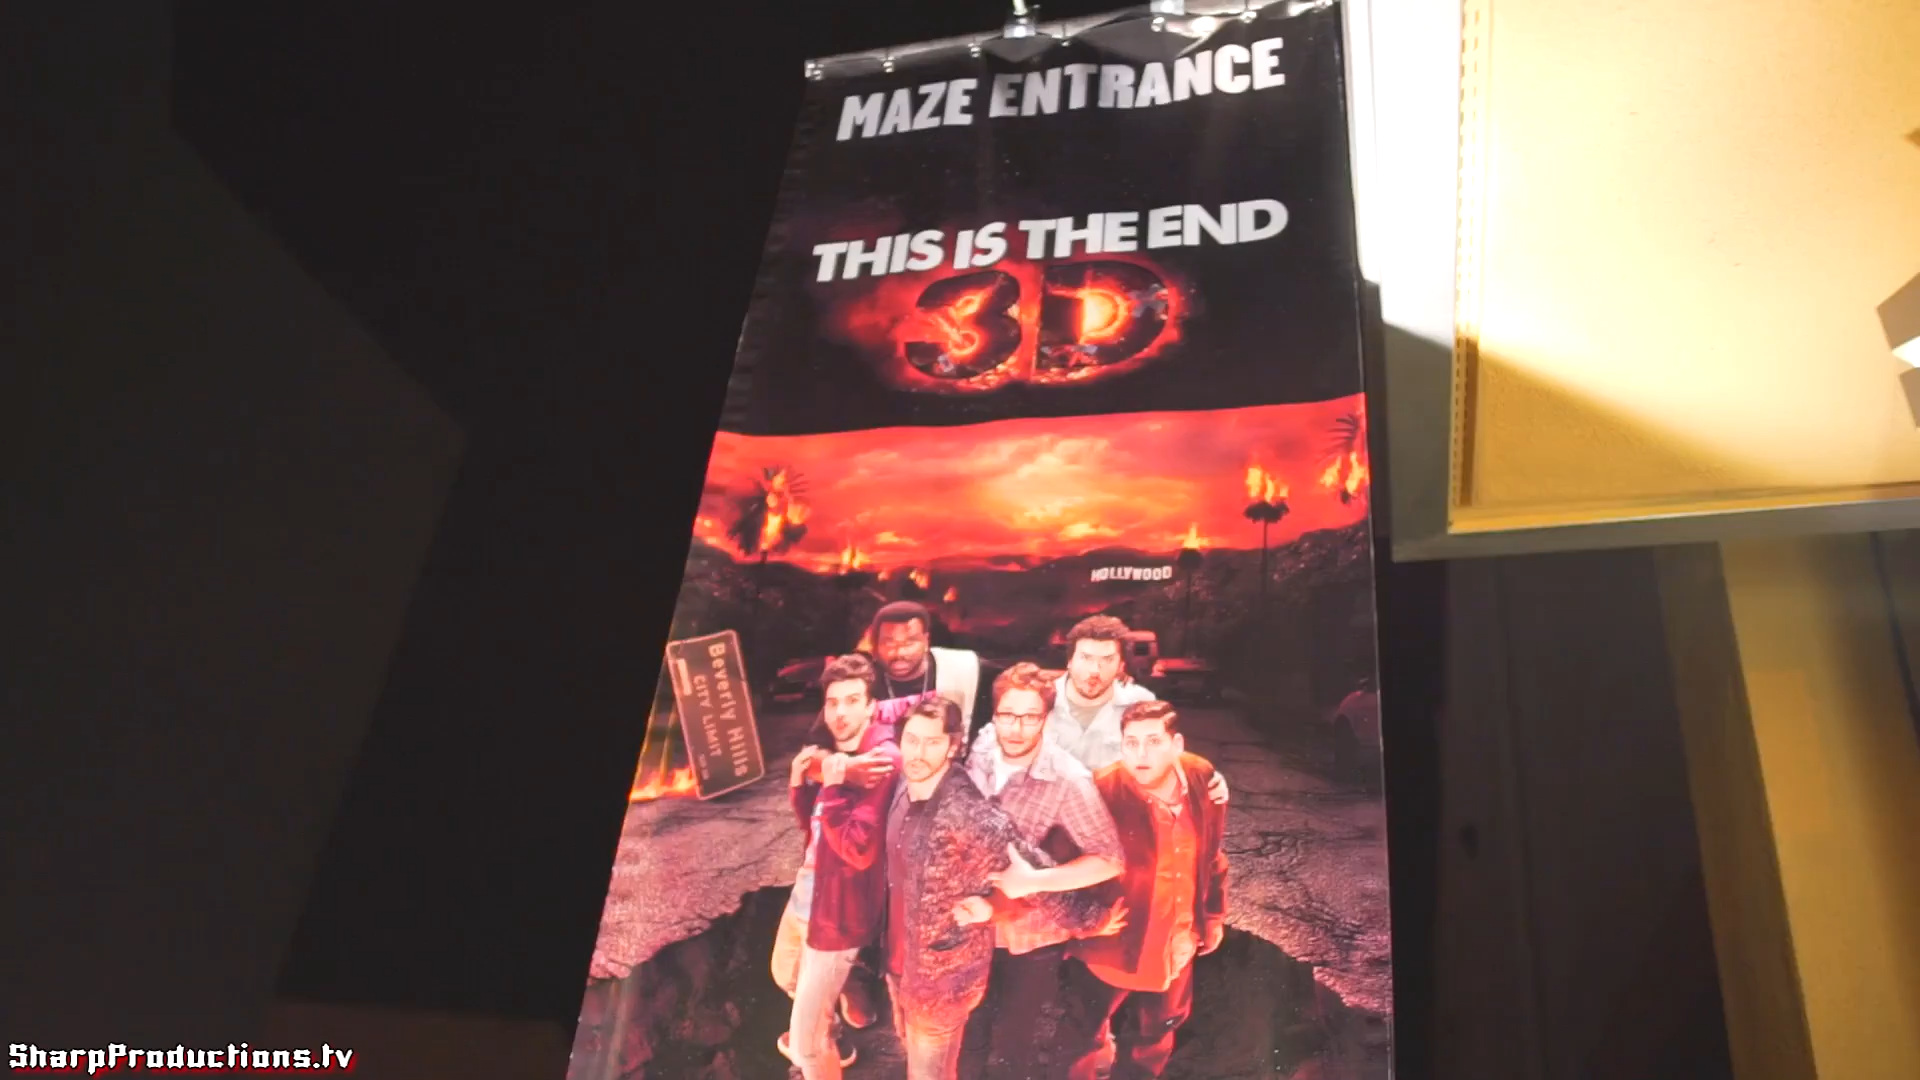 MAZE ENTRANCE
THIS IS THE END
3D
HOLLYWOOD
Beverly Hills
CITY LIMIT
SharpProductions.tv